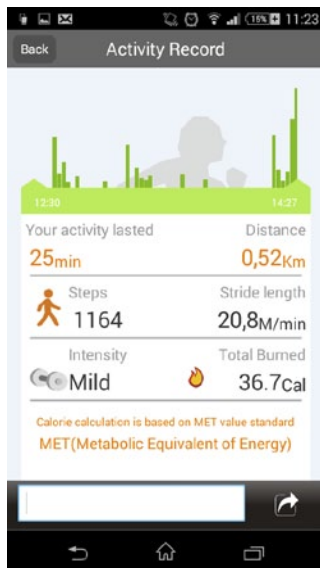 15% 11:23
Back Activity Record
12:30 14:27
Your activity lasted Distance
25min 0,52Km
Steps Stride length
1164 20,8M/min
Intensity Total Burned
Mild 36.7Cal
Calorie calculation is based on MET value standard
MET(Metabolic Equivalent of Energy)